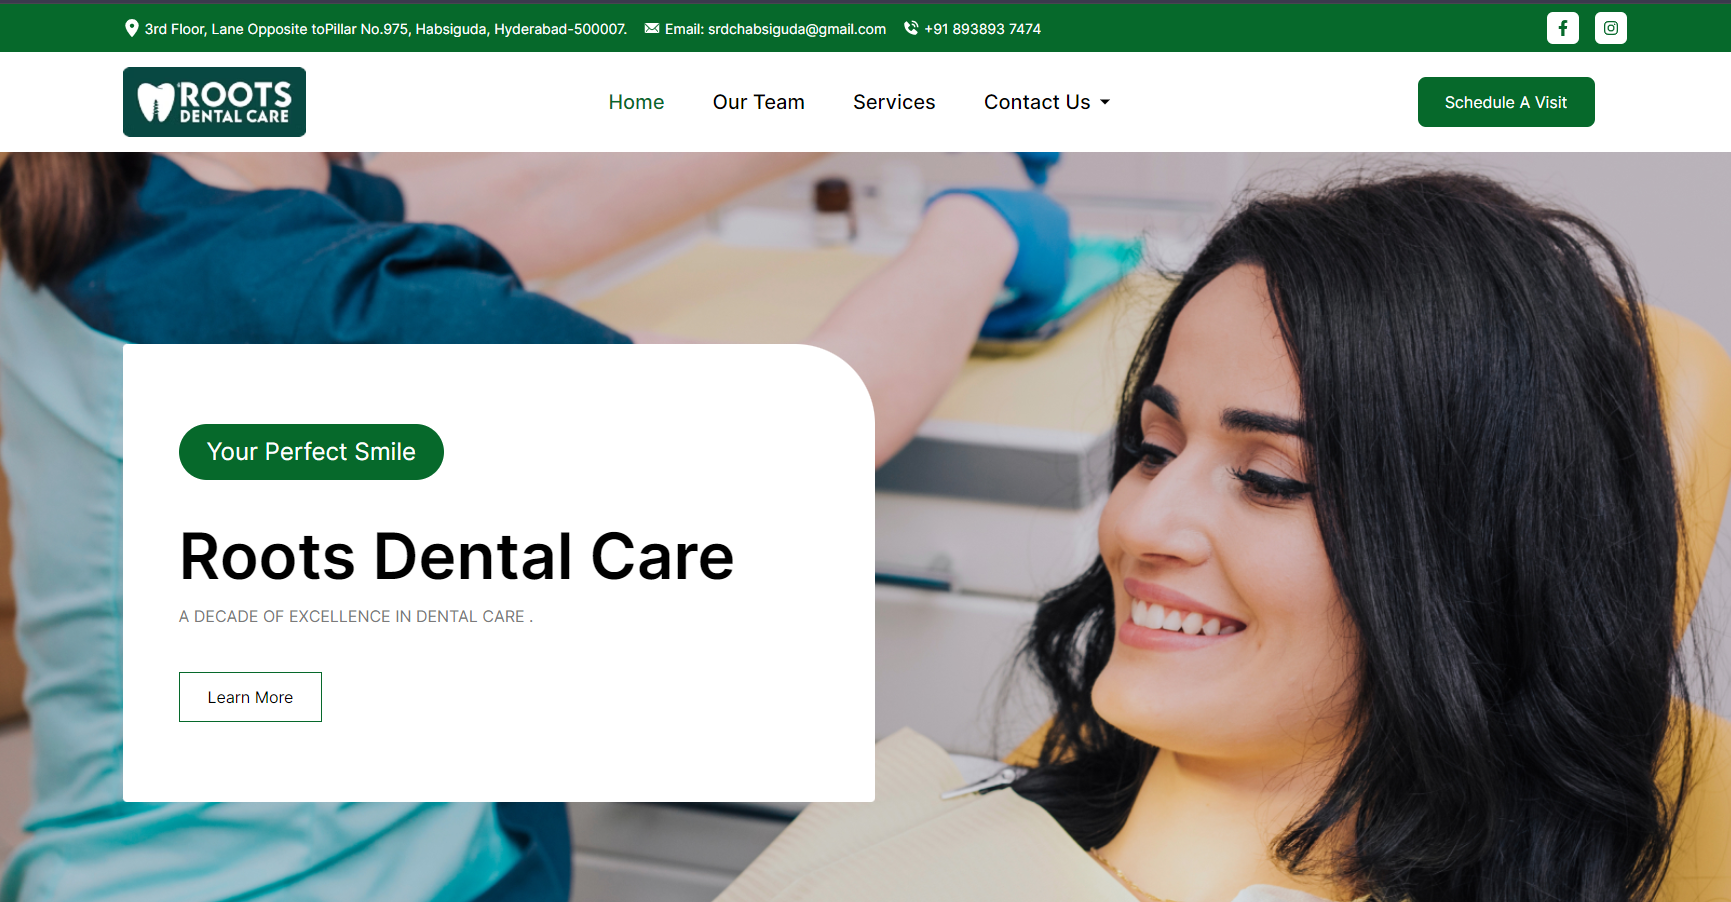 3rd Floor, Lane Opposite toPillar No.975, Habsiguda, Hyderabad-500007. Email: srdchabsiguda@gmail.com +91 893893 7474
ROOTS
DENTAL CARE
Home Our Team Services Contact Us Schedule A Visit
Your Perfect Smile
Roots Dental Care
A DECADE OF EXCELLENCE IN DENTAL CARE .
Learn More